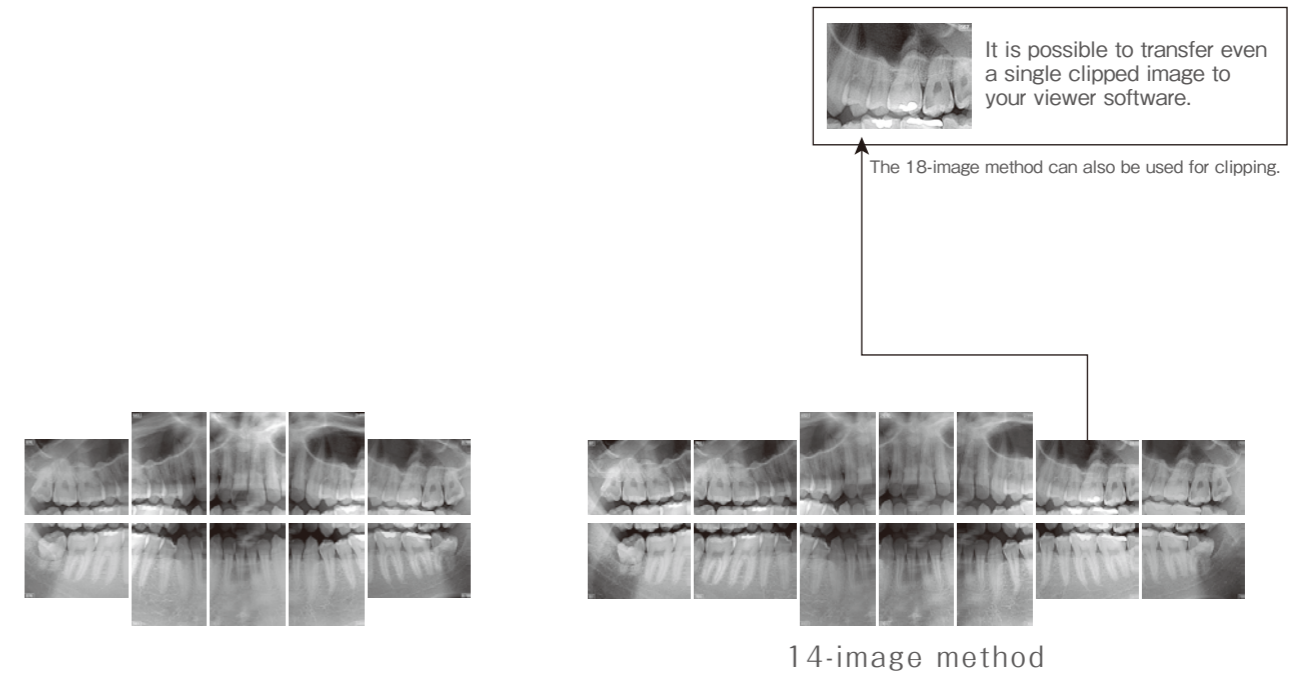 It is possible to transfer even
a single clipped image to
your viewer software.
The 18-image method can also be used for clipping.
14-image method